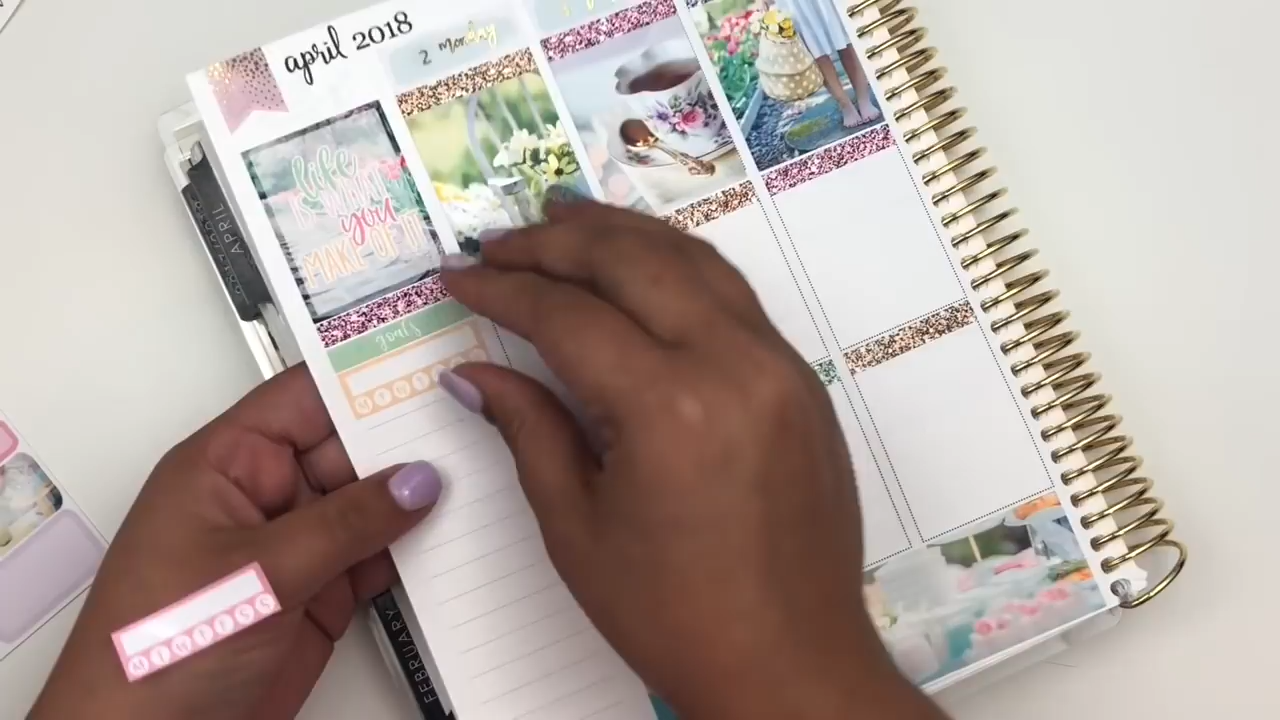 april 2018
2 monday
life
IS WHAT
you
MAKE OF IT
goals
M T W T
M T W T F S S
APRIL
FEBRUARY